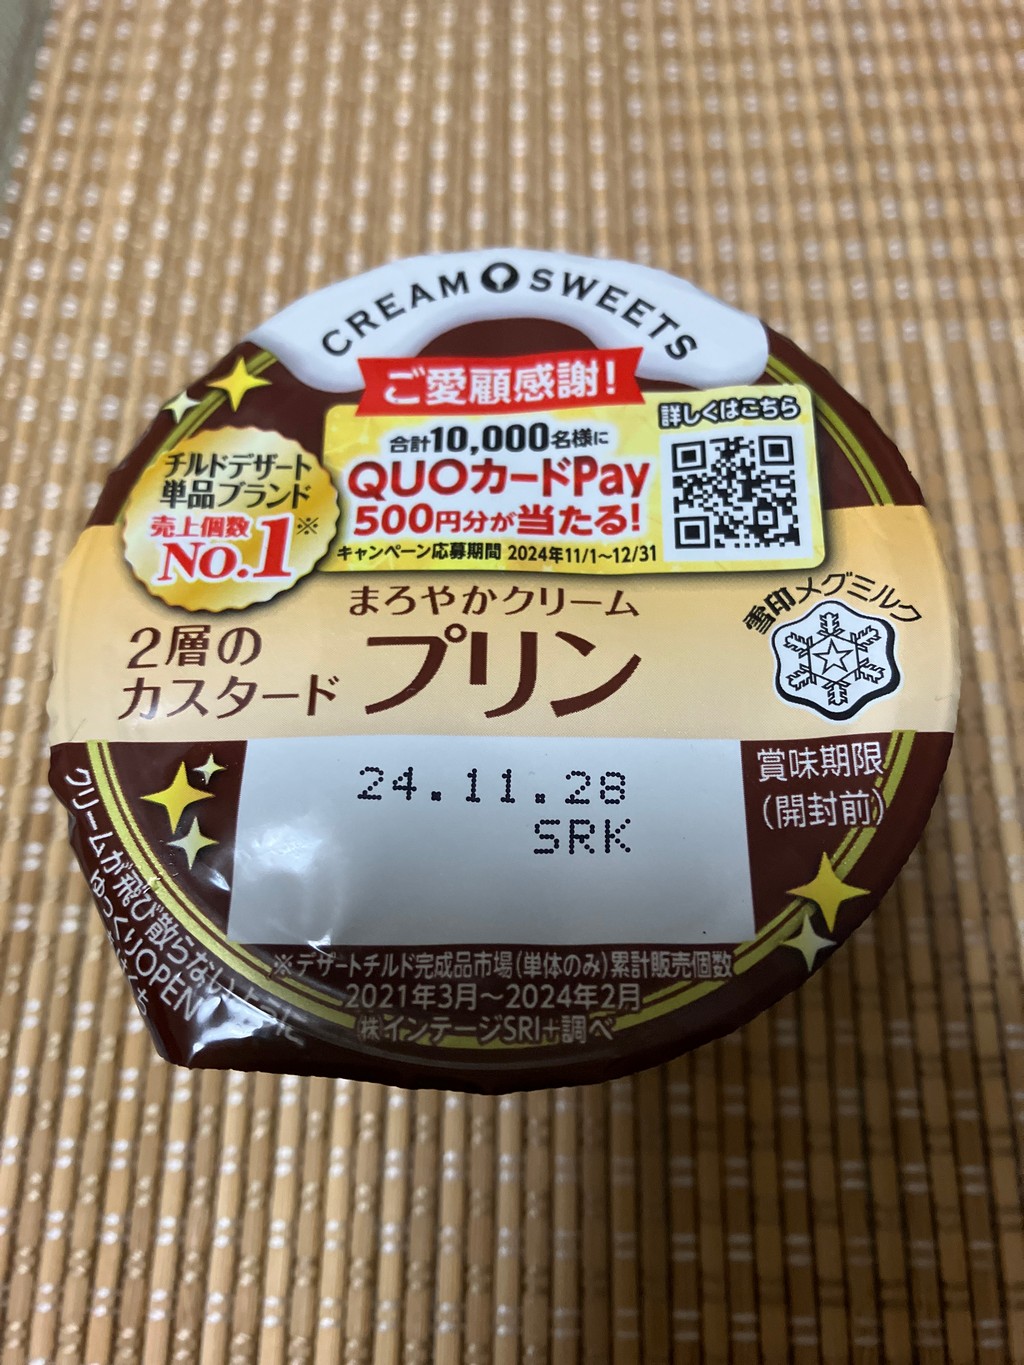 CREAM SWEETS
ご愛顧感謝!
詳しくはこちら
合計10,000名様に
QUOカードPay
500円分が当たる!
キャンペーン応募期間 2024年11/1~12/31
チルドデザート
単品ブランド
売上個数
No.1※
まろやかクリーム
2層の
カスタード
プリン
雪印メグミルク
24.11.28
SRK
賞味期限
(開封前)
クリームが飛び散らないように
ゆっくりOPEN
※デザートチルド完成品市場(単体のみ)累計販売個数
2021年3月~2024年2月
㈱インテージSRI+調べ